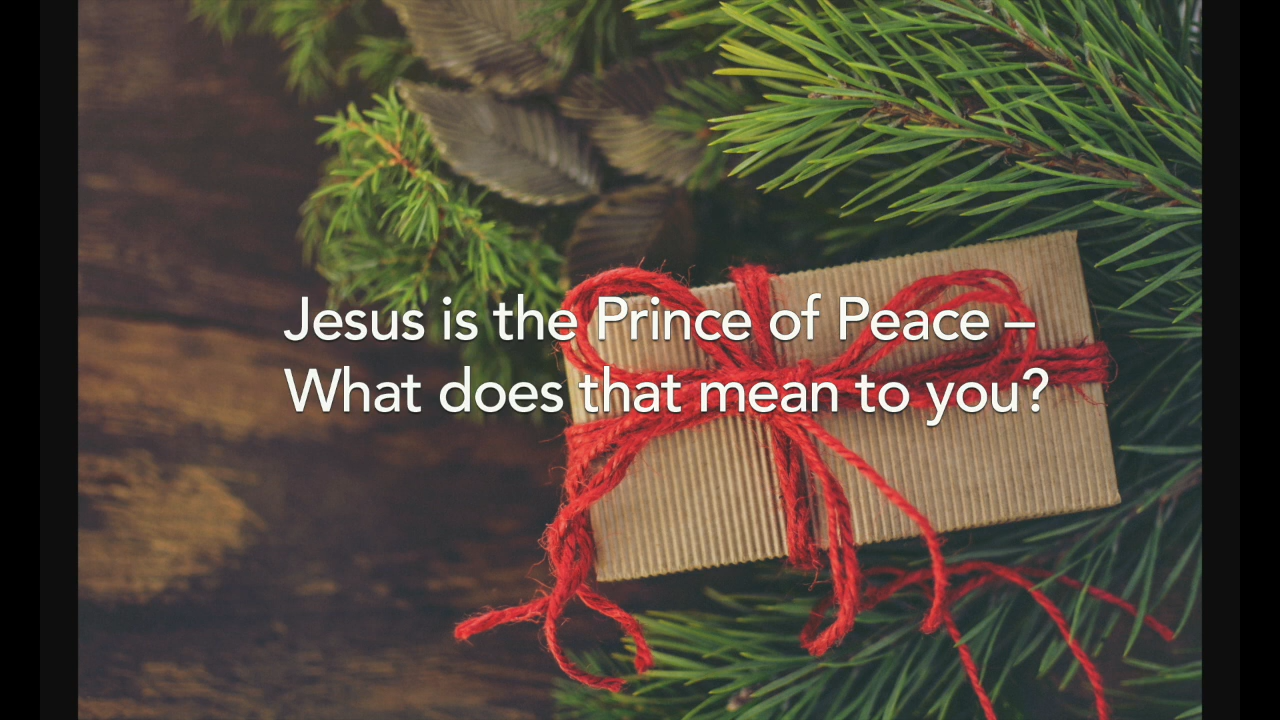 Jesus is the Prince of Peace –
What does that mean to you?